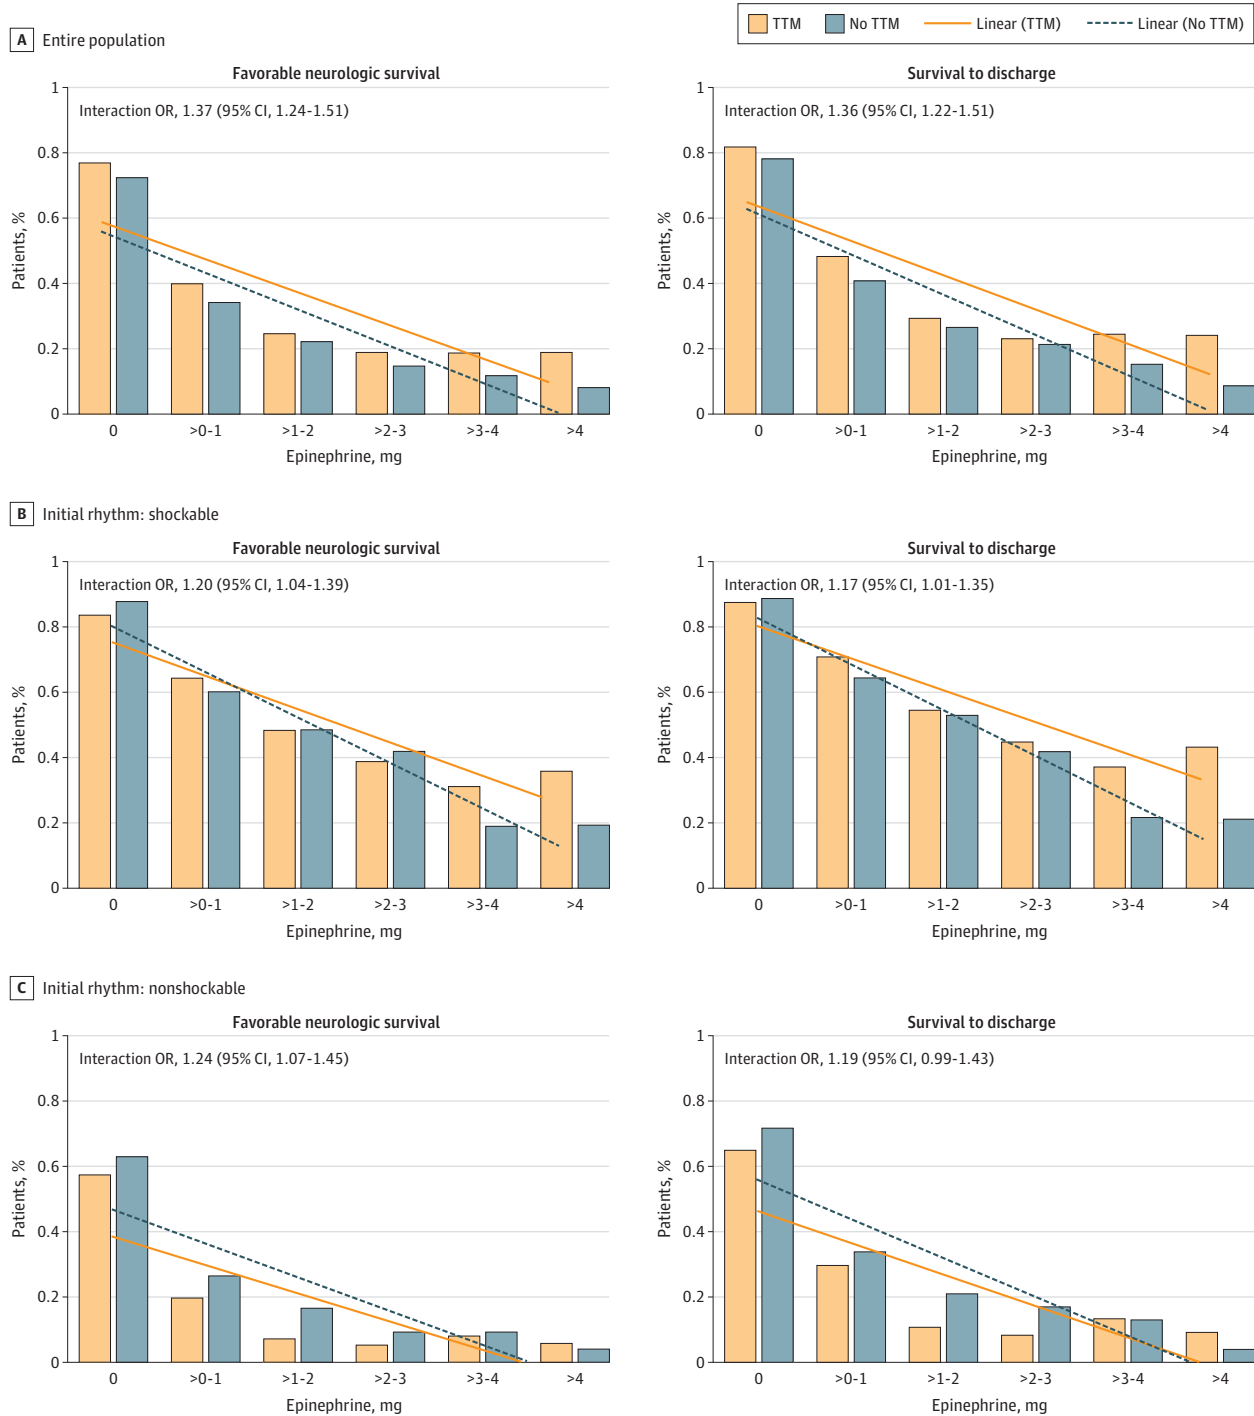 TTM No TTM Linear (TTM) Linear (No TTM)
A Entire population
Favorable neurologic survival
Interaction OR, 1.37 (95% CI, 1.24-1.51)
Patients, %
1
0.8
0.6
0.4
0.2
0
0 >0-1 >1-2 >2-3 >3-4 >4
Epinephrine, mg
Survival to discharge
Interaction OR, 1.36 (95% CI, 1.22-1.51)
Patients, %
1
0.8
0.6
0.4
0.2
0
0 >0-1 >1-2 >2-3 >3-4 >4
Epinephrine, mg
B Initial rhythm: shockable
Favorable neurologic survival
Interaction OR, 1.20 (95% CI, 1.04-1.39)
Patients, %
1
0.8
0.6
0.4
0.2
0
0 >0-1 >1-2 >2-3 >3-4 >4
Epinephrine, mg
Survival to discharge
Interaction OR, 1.17 (95% CI, 1.01-1.35)
Patients, %
1
0.8
0.6
0.4
0.2
0
0 >0-1 >1-2 >2-3 >3-4 >4
Epinephrine, mg
C Initial rhythm: nonshockable
Favorable neurologic survival
Interaction OR, 1.24 (95% CI, 1.07-1.45)
Patients, %
1
0.8
0.6
0.4
0.2
0
0 >0-1 >1-2 >2-3 >3-4 >4
Epinephrine, mg
Survival to discharge
Interaction OR, 1.19 (95% CI, 0.99-1.43)
Patients, %
1
0.8
0.6
0.4
0.2
0
0 >0-1 >1-2 >2-3 >3-4 >4
Epinephrine, mg